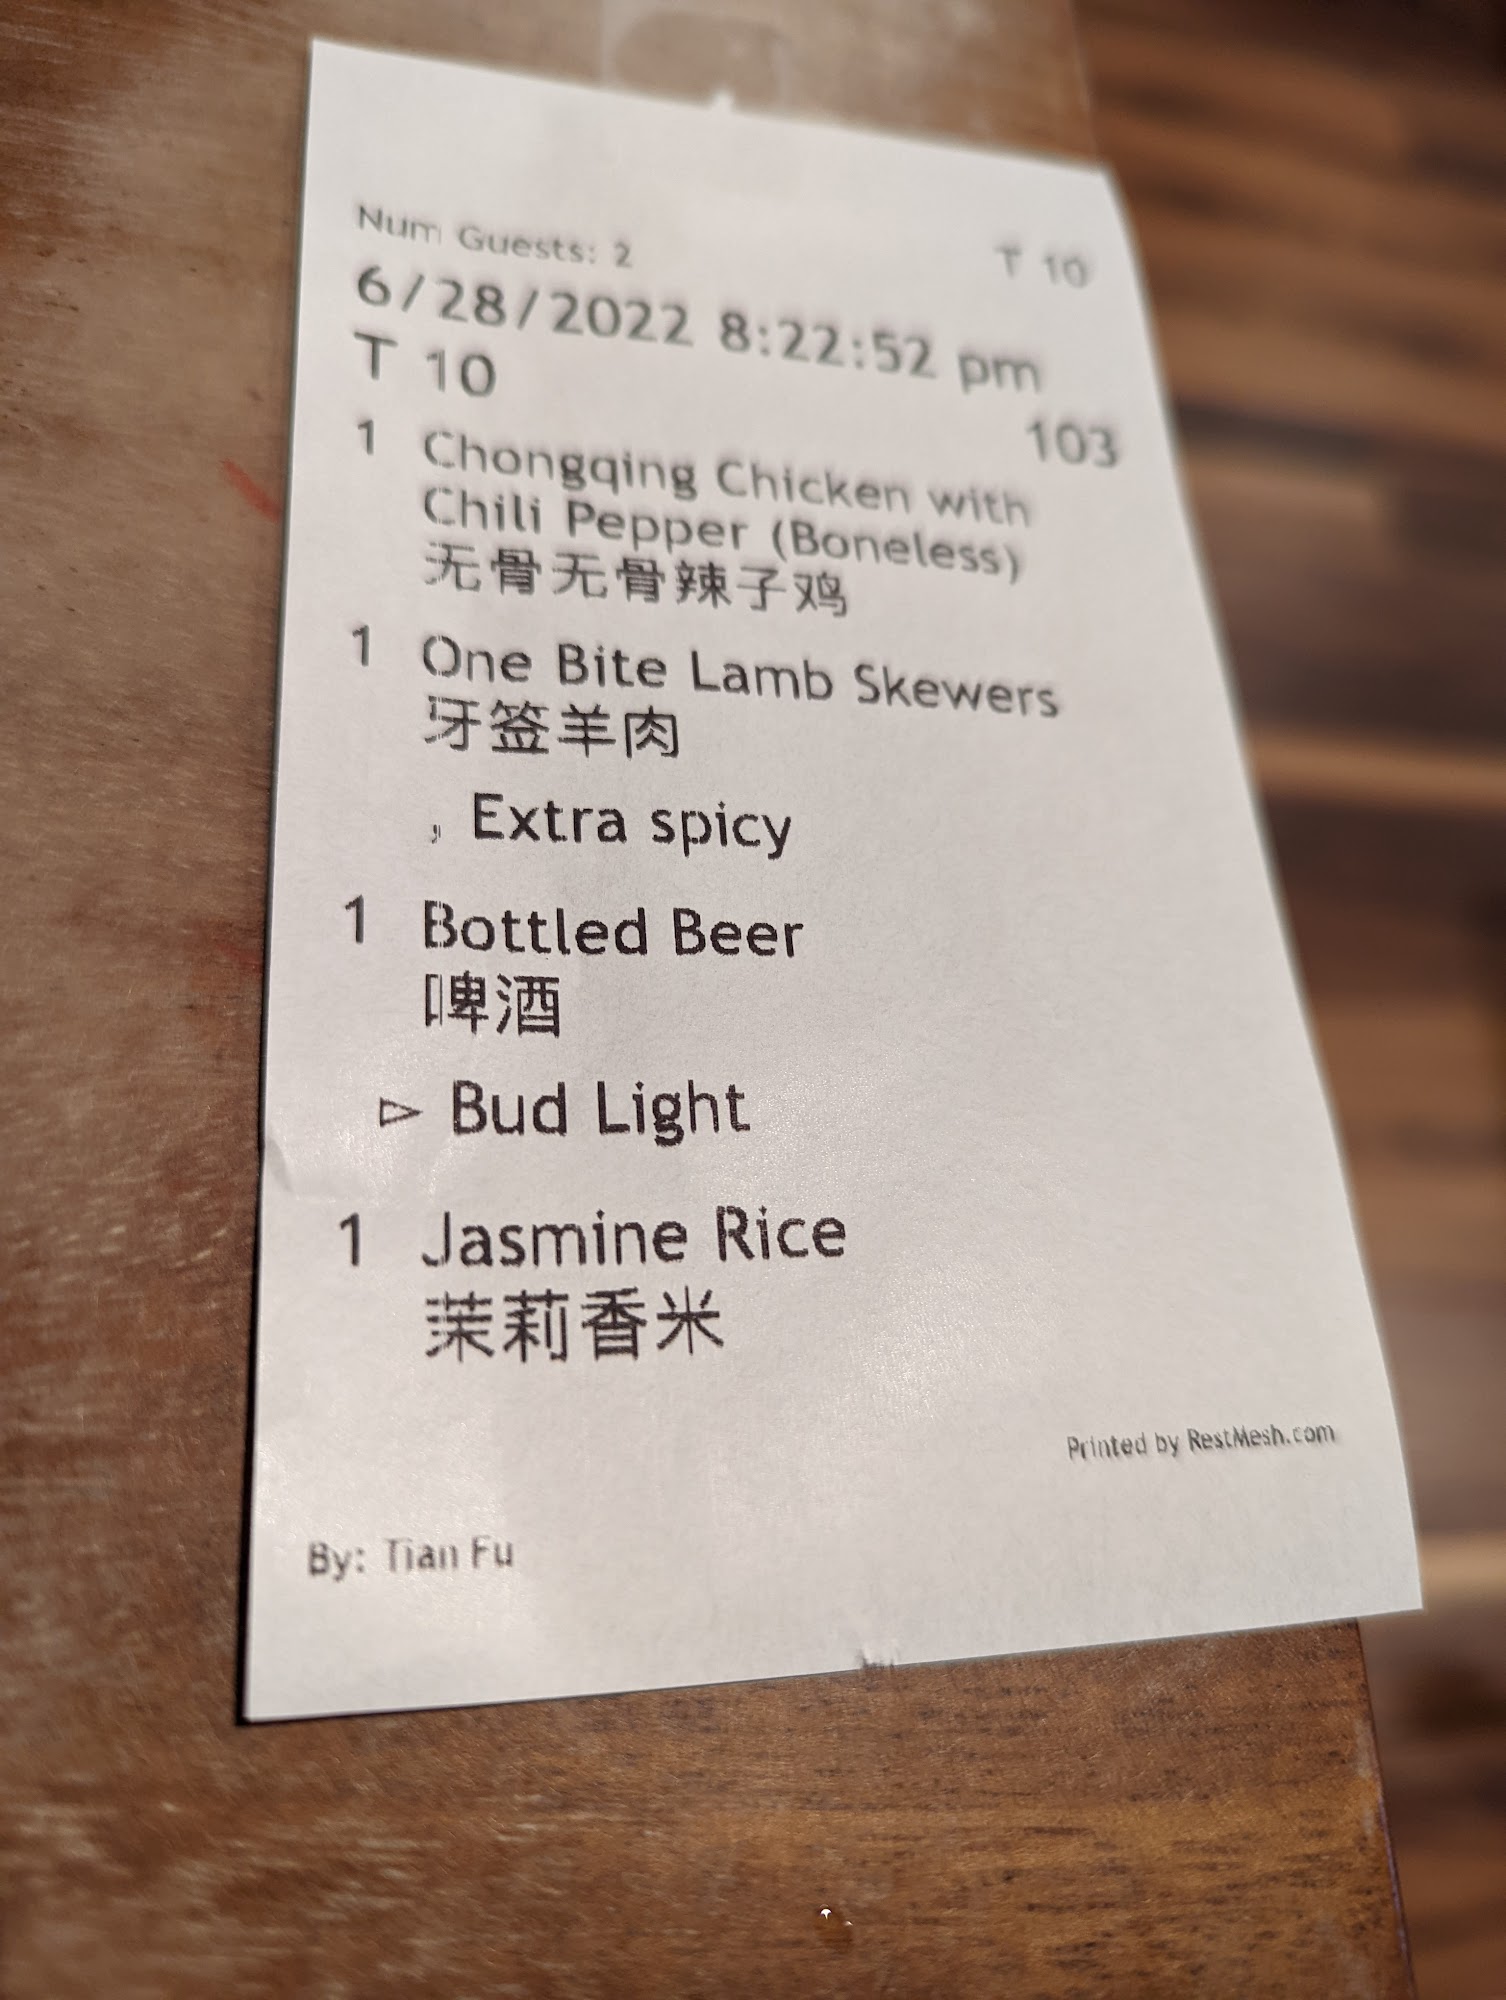 Num Guests: 2 T 10
6/28/2022 8:22:52 pm
T 10 103
1 Chongqing Chicken with
Chili Pepper (Boneless)
无骨无骨辣子鸡
1 One Bite Lamb Skewers
牙签羊肉
, Extra spicy
1 Bottled Beer
啤酒
▻ Bud Light
1 Jasmine Rice
茉莉香米
Printed by RestMesh.com
By: Tian Fu